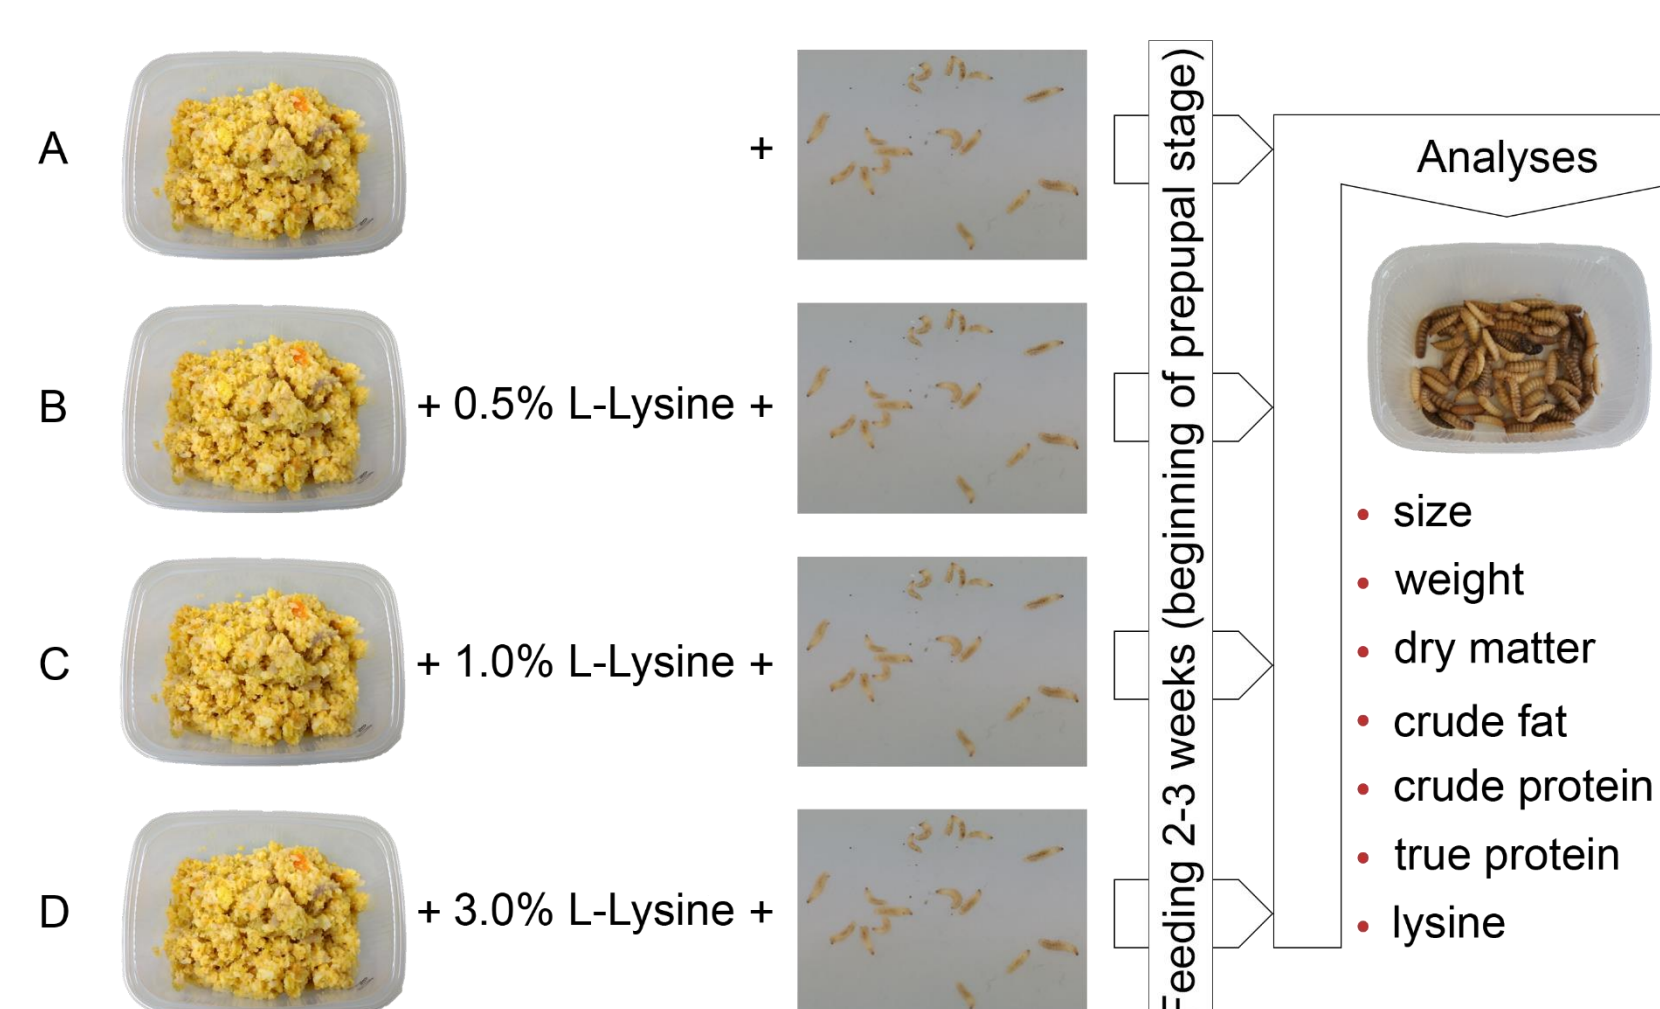 A
+
B
+ 0.5% L-Lysine +
C
+ 1.0% L-Lysine +
D
+ 3.0% L-Lysine +
Feeding 2-3 weeks (beginning of prepupal stage)
Analyses
• size
• weight
• dry matter
• crude fat
• crude protein
• true protein
• lysine